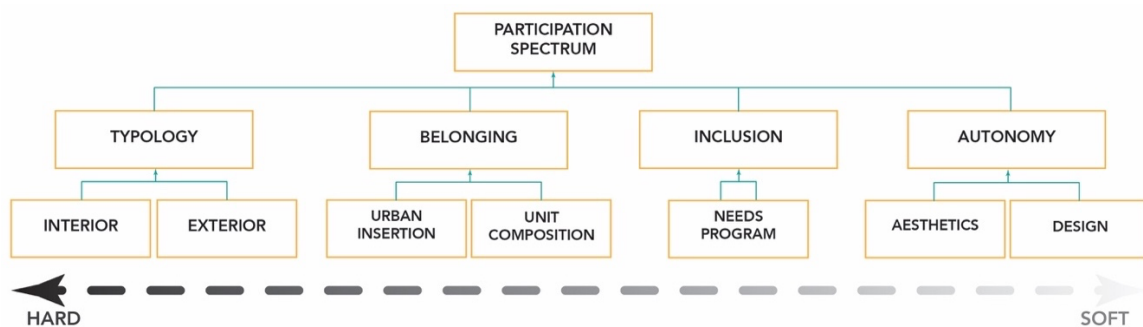 PARTICIPATION
SPECTRUM
TYPOLOGY
BELONGING
INCLUSION
AUTONOMY
INTERIOR
EXTERIOR
URBAN
INSERTION
UNIT
COMPOSITION
NEEDS
PROGRAM
AESTHETICS
DESIGN
HARD
SOFT